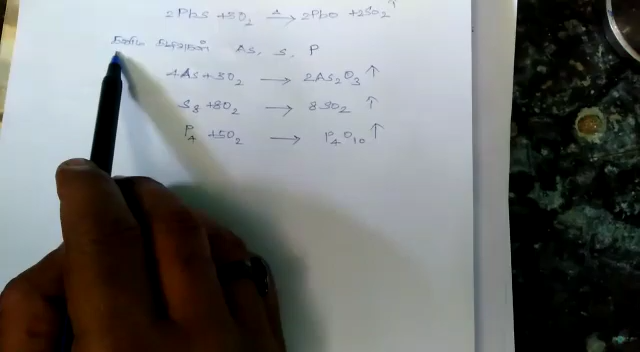 2PbS + 3O₂ →Δ 2PbO + 2SO₂ ↑
As, S, P
4As + 3O₂ → 2As₂O₃ ↑
S₈ + 8O₂ → 8SO₂ ↑
P₄ + 5O₂ → P₄O₁₀ ↑